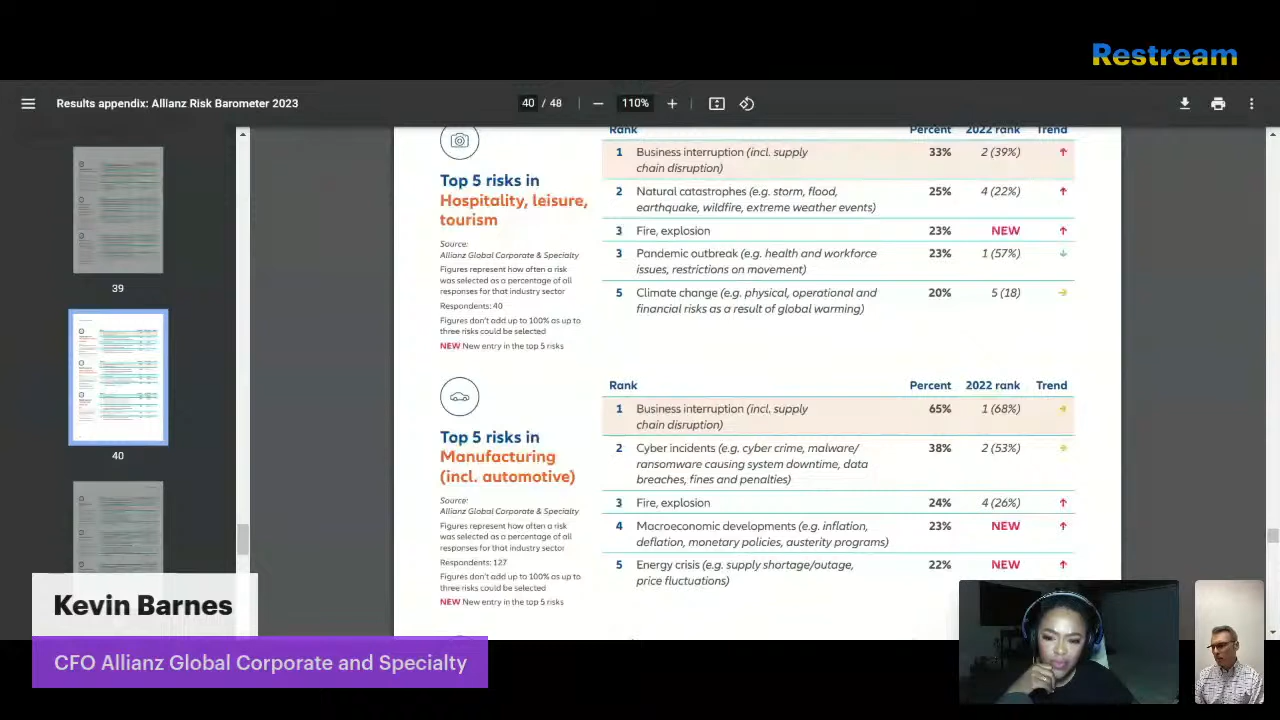 Restream
Results appendix: Allianz Risk Barometer 2023
40 / 48
110%
39
40
Rank Percent 2022 rank Trend
1 Business interruption (incl. supply chain disruption) 33% 2 (39%)
2 Natural catastrophes (e.g. storm, flood, earthquake, wildfire, extreme weather events) 25% 4 (22%)
3 Fire, explosion 23% NEW
3 Pandemic outbreak (e.g. health and workforce issues, restrictions on movement) 23% 1 (57%)
5 Climate change (e.g. physical, operational and financial risks as a result of global warming) 20% 5 (18)
Top 5 risks in
Hospitality, leisure,
tourism
Source:
Allianz Global Corporate & Specialty
Figures represent how often a risk
was selected as a percentage of all
responses for that industry sector
Respondents: 40
Figures don't add up to 100% as up to
three risks could be selected
NEW New entry in the top 5 risks
Rank Percent 2022 rank Trend
1 Business interruption (incl. supply chain disruption) 65% 1 (68%)
2 Cyber incidents (e.g. cyber crime, malware/ ransomware causing system downtime, data breaches, fines and penalties) 38% 2 (53%)
3 Fire, explosion 24% 4 (26%)
4 Macroeconomic developments (e.g. inflation, deflation, monetary policies, austerity programs) 23% NEW
5 Energy crisis (e.g. supply shortage/outage, price fluctuations) 22% NEW
Top 5 risks in
Manufacturing
(incl. automotive)
Source:
Allianz Global Corporate & Specialty
Figures represent how often a risk
was selected as a percentage of all
responses for that industry sector
Respondents: 127
Figures don't add up to 100% as up to
three risks could be selected
NEW New entry in the top 5 risks
Kevin Barnes
CFO Allianz Global Corporate and Specialty